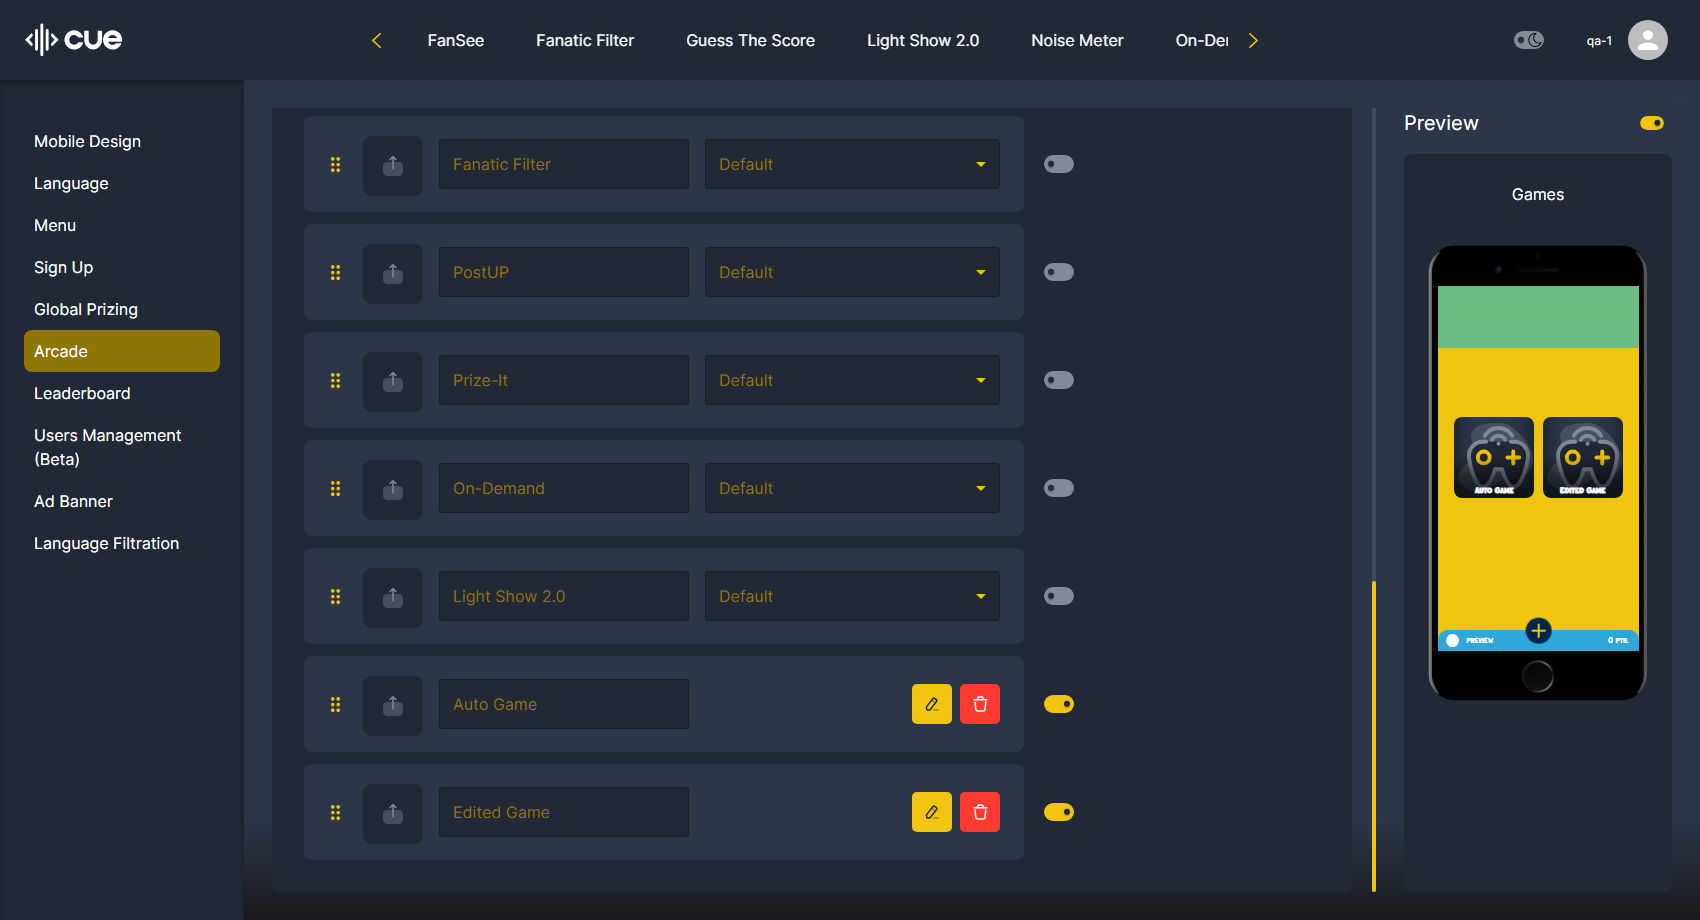 cue
FanSee
Fanatic Filter
Guess The Score
Light Show 2.0
Noise Meter
On-Der
qa-1
Mobile Design
Language
Menu
Sign Up
Global Prizing
Arcade
Leaderboard
Users Management
(Beta)
Ad Banner
Language Filtration
Fanatic Filter
Default
PostUP
Default
Prize-It
Default
On-Demand
Default
Light Show 2.0
Default
Auto Game
Edited Game
Preview
Games
AUTO GAME
EDITED GAME
PREVIEW
0 PTS.